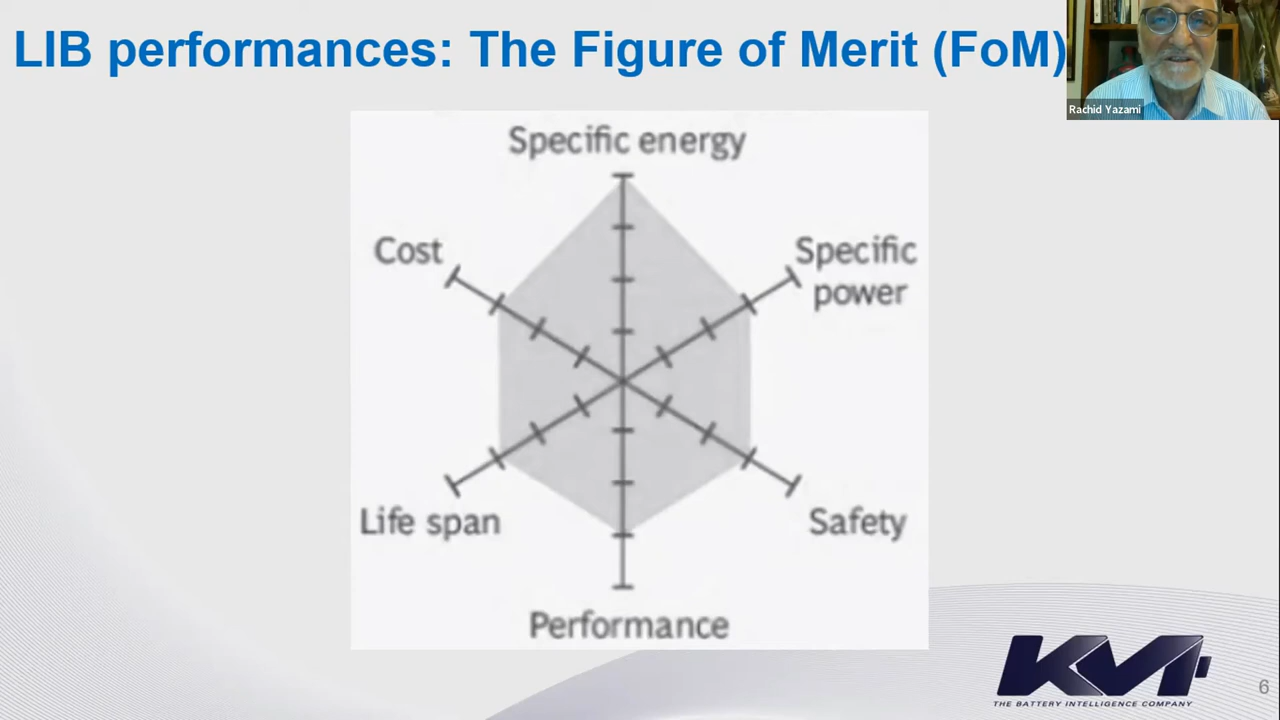 LIB performances: The Figure of Merit (FoM)
Rachid Yazami
Specific energy
Cost
Specific
power
Life span
Safety
Performance
KVI
THE BATTERY INTELLIGENCE COMPANY
6